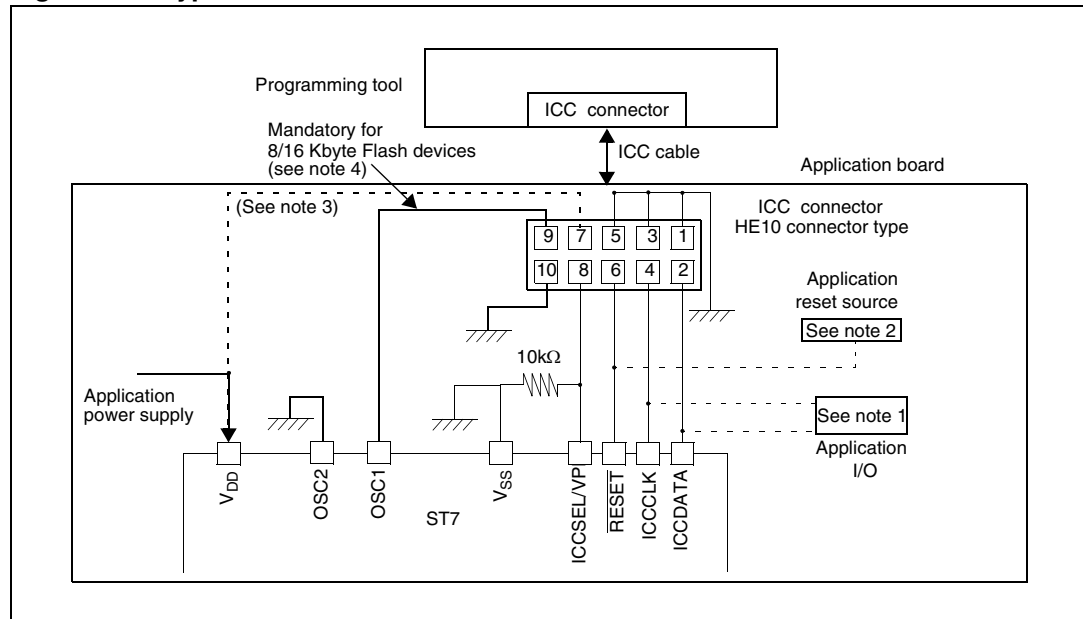 Programming tool
ICC connector
Mandatory for
8/16 Kbyte Flash devices
(see note 4)
ICC cable
Application board
(See note 3)
ICC connector
HE10 connector type
9 7 5 3 1
10 8 6 4 2
Application
reset source
See note 2
10kΩ
Application
power supply
See note 1
Application
I/O
VDD
OSC2
OSC1
VSS
ICCSEL/VP
RESET
ICCCLK
ICCDATA
ST7